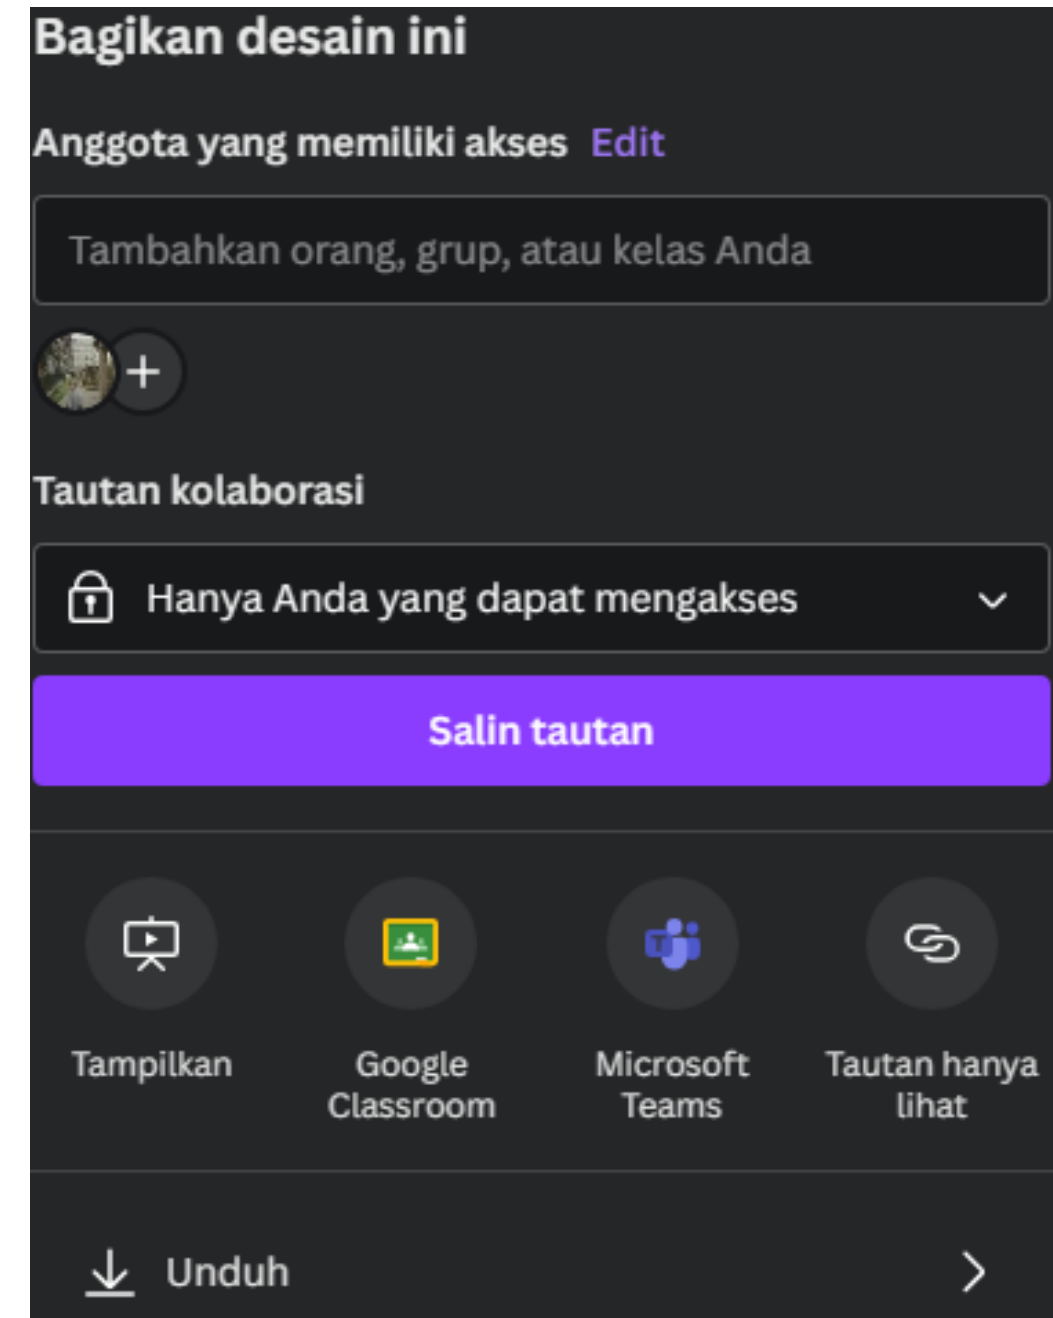 Bagikan desain ini
Anggota yang memiliki akses Edit
Tambahkan orang, grup, atau kelas Anda
Tautan kolaborasi
Hanya Anda yang dapat mengakses
Salin tautan
Tampilkan
Google
Classroom
Microsoft
Teams
Tautan hanya
lihat
Unduh